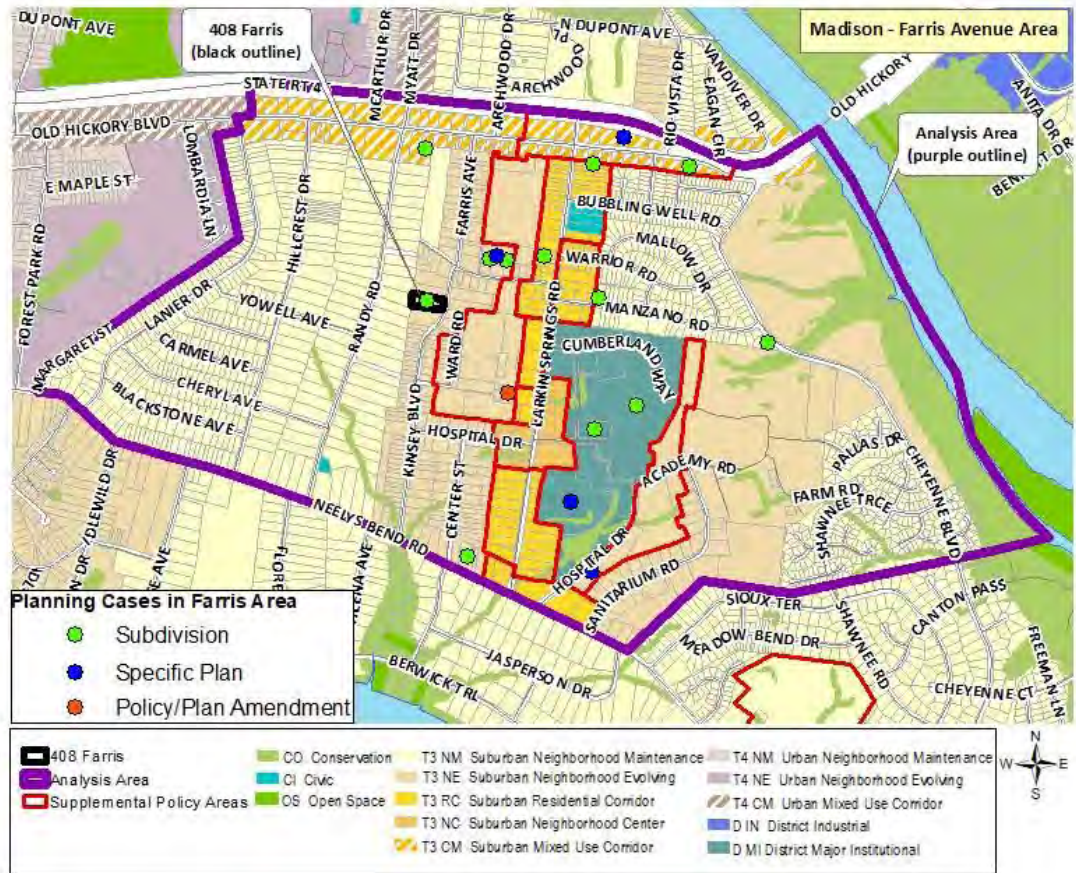 DUPONT AVE
408 Farris
(black outline)
N DUPONT AVE
Madison - Farris Avenue Area
MCARTHUR DR
MYATT DR
ARCHWOOD DR
ARCHWOOD
VANDIVER DR
EAGAN CIR
RIO VISTA DR
OLD HICKORY
ANITA DR
STATE RT 4
OLD HICKORY BLVD
LOMBARDIA LN
Analysis Area
(purple outline)
E MAPLE ST
FARRIS AVE
BUBBLING WELL RD
MALLOW DR
FOREST PARK RD
HILLCREST DR
WARRIOR RD
LANIER DR
YOWELL AVE
RANDY RD
MANZANO RD
MARGARET ST
CARMEL AVE
WARD RD
LARKIN SPRINGS RD
CUMBERLAND WAY
CHERYL AVE
BLACKSTONE AVE
KINSEY BLVD
HOSPITAL DR
CENTER ST
ACADEMY RD
PALLAS DR
CHEYENNE BLVD
FARM RD
SHAWNEE TRCE
NEELYS BEND RD
HOSPITAL DR
SANITARIUM RD
SIOUX TER
CANTON PASS
MEADOW BEND DR
SHAWNEE RD
JASPERSON DR
BERWICK TRL
CHEYENNE CT
FREEMAN LN
Planning Cases in Farris Area
Subdivision
Specific Plan
Policy/Plan Amendment
408 Farris
Analysis Area
Supplemental Policy Areas
CO Conservation
CI Civic
OS Open Space
T3 NM Suburban Neighborhood Maintenance
T3 NE Suburban Neighborhood Evolving
T3 RC Suburban Residential Corridor
T3 NC Suburban Neighborhood Center
T3 CM Suburban Mixed Use Corridor
T4 NM Urban Neighborhood Maintenance
T4 NE Urban Neighborhood Evolving
T4 CM Urban Mixed Use Corridor
D IN District Industrial
D MI District Major Institutional
N
W E
S